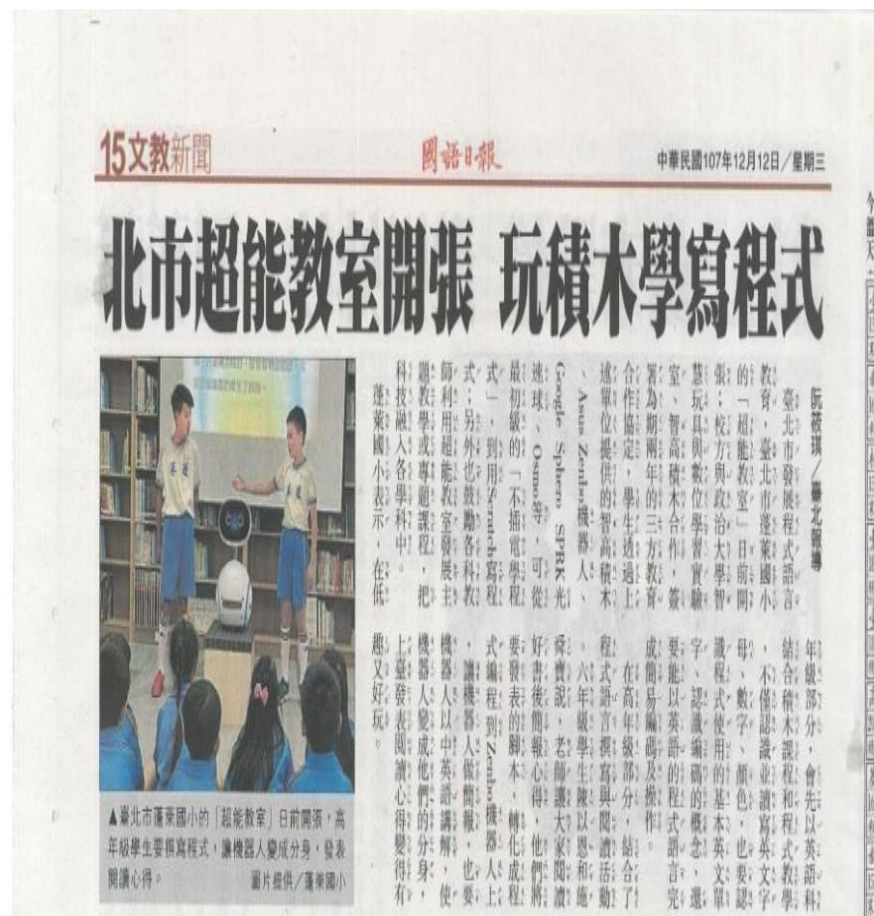 15文教新聞
國語日報
中華民國107年12月12日／星期三
北市超能教室開張 玩積木學寫程式
阮筱琪／臺北報導
臺北市發展程式語言
教育，臺北市蓬萊國小
的「超能教室」日前開
張；校方與政治大學智
慧玩具與數位學習實驗
室、智高積木合作，簽
署為期兩年的三方教育
合作協定，學生透過上
述單位提供的智高積木
、Asus Zenbo機器人、
Google Sphero SPRK光
速球、Osmo等，可從
最初級的「不插電學程
式」，到用Scratch寫程
式；另外也鼓勵各科教
師利用超能教室發展主
題教學或專題課程，把
科技融入各學科中。
蓬萊國小表示，在低
年級部分，會先以英語科
結合積木課程和程式教學
，不僅認識並讀寫英文字
母、數字、顏色，也要認
識程式使用的基本英文單
字、認識編碼的概念，還
要能以英語的程式語言完
成簡易編碼及操作。
在高年級部分，結合了
程式語言撰寫與閱讀活動
。六年級學生陳以恩和施
舜寶說，老師讓大家閱讀
好書後簡報心得，他們將
要發表的腳本，轉化成程
式編程到Zenbo機器人上
，讓機器人做簡報，也要
機器人以中英語講解，使
機器人變成他們的分身，
上臺發表閱讀心得變得有
趣又好玩。
▲臺北市蓬萊國小的「超能教室」日前開張，高
年級學生要撰寫程式，讓機器人變成分身，發表
閱讀心得。 圖片提供／蓬萊國小